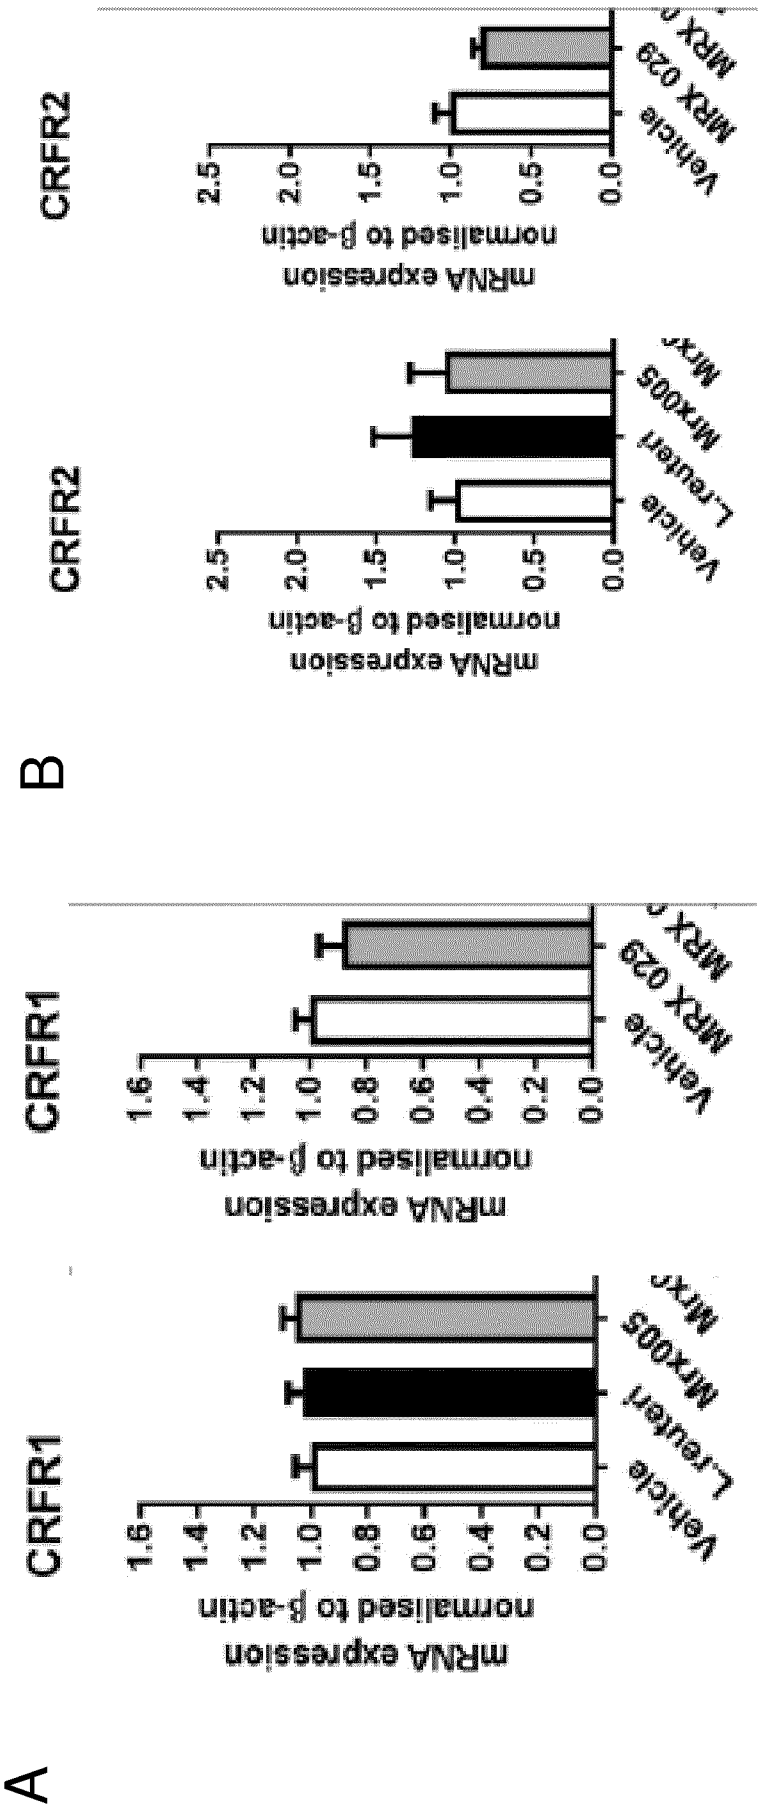 A
CRFR1
mRNA expression
normalised to β-actin
1.6
1.4
1.2
1.0
0.8
0.6
0.4
0.2
0.0
Vehicle
L.reuteri
Mrx005
CRFR1
mRNA expression
normalised to β-actin
1.6
1.4
1.2
1.0
0.8
0.6
0.4
0.2
0.0
Vehicle
MRX 029
MRX
B
CRFR2
mRNA expression
normalised to β-actin
2.5
2.0
1.5
1.0
0.5
0.0
Vehicle
L.reuteri
Mrx005
CRFR2
mRNA expression
normalised to β-actin
2.5
2.0
1.5
1.0
0.5
0.0
Vehicle
MRX 029
MRX